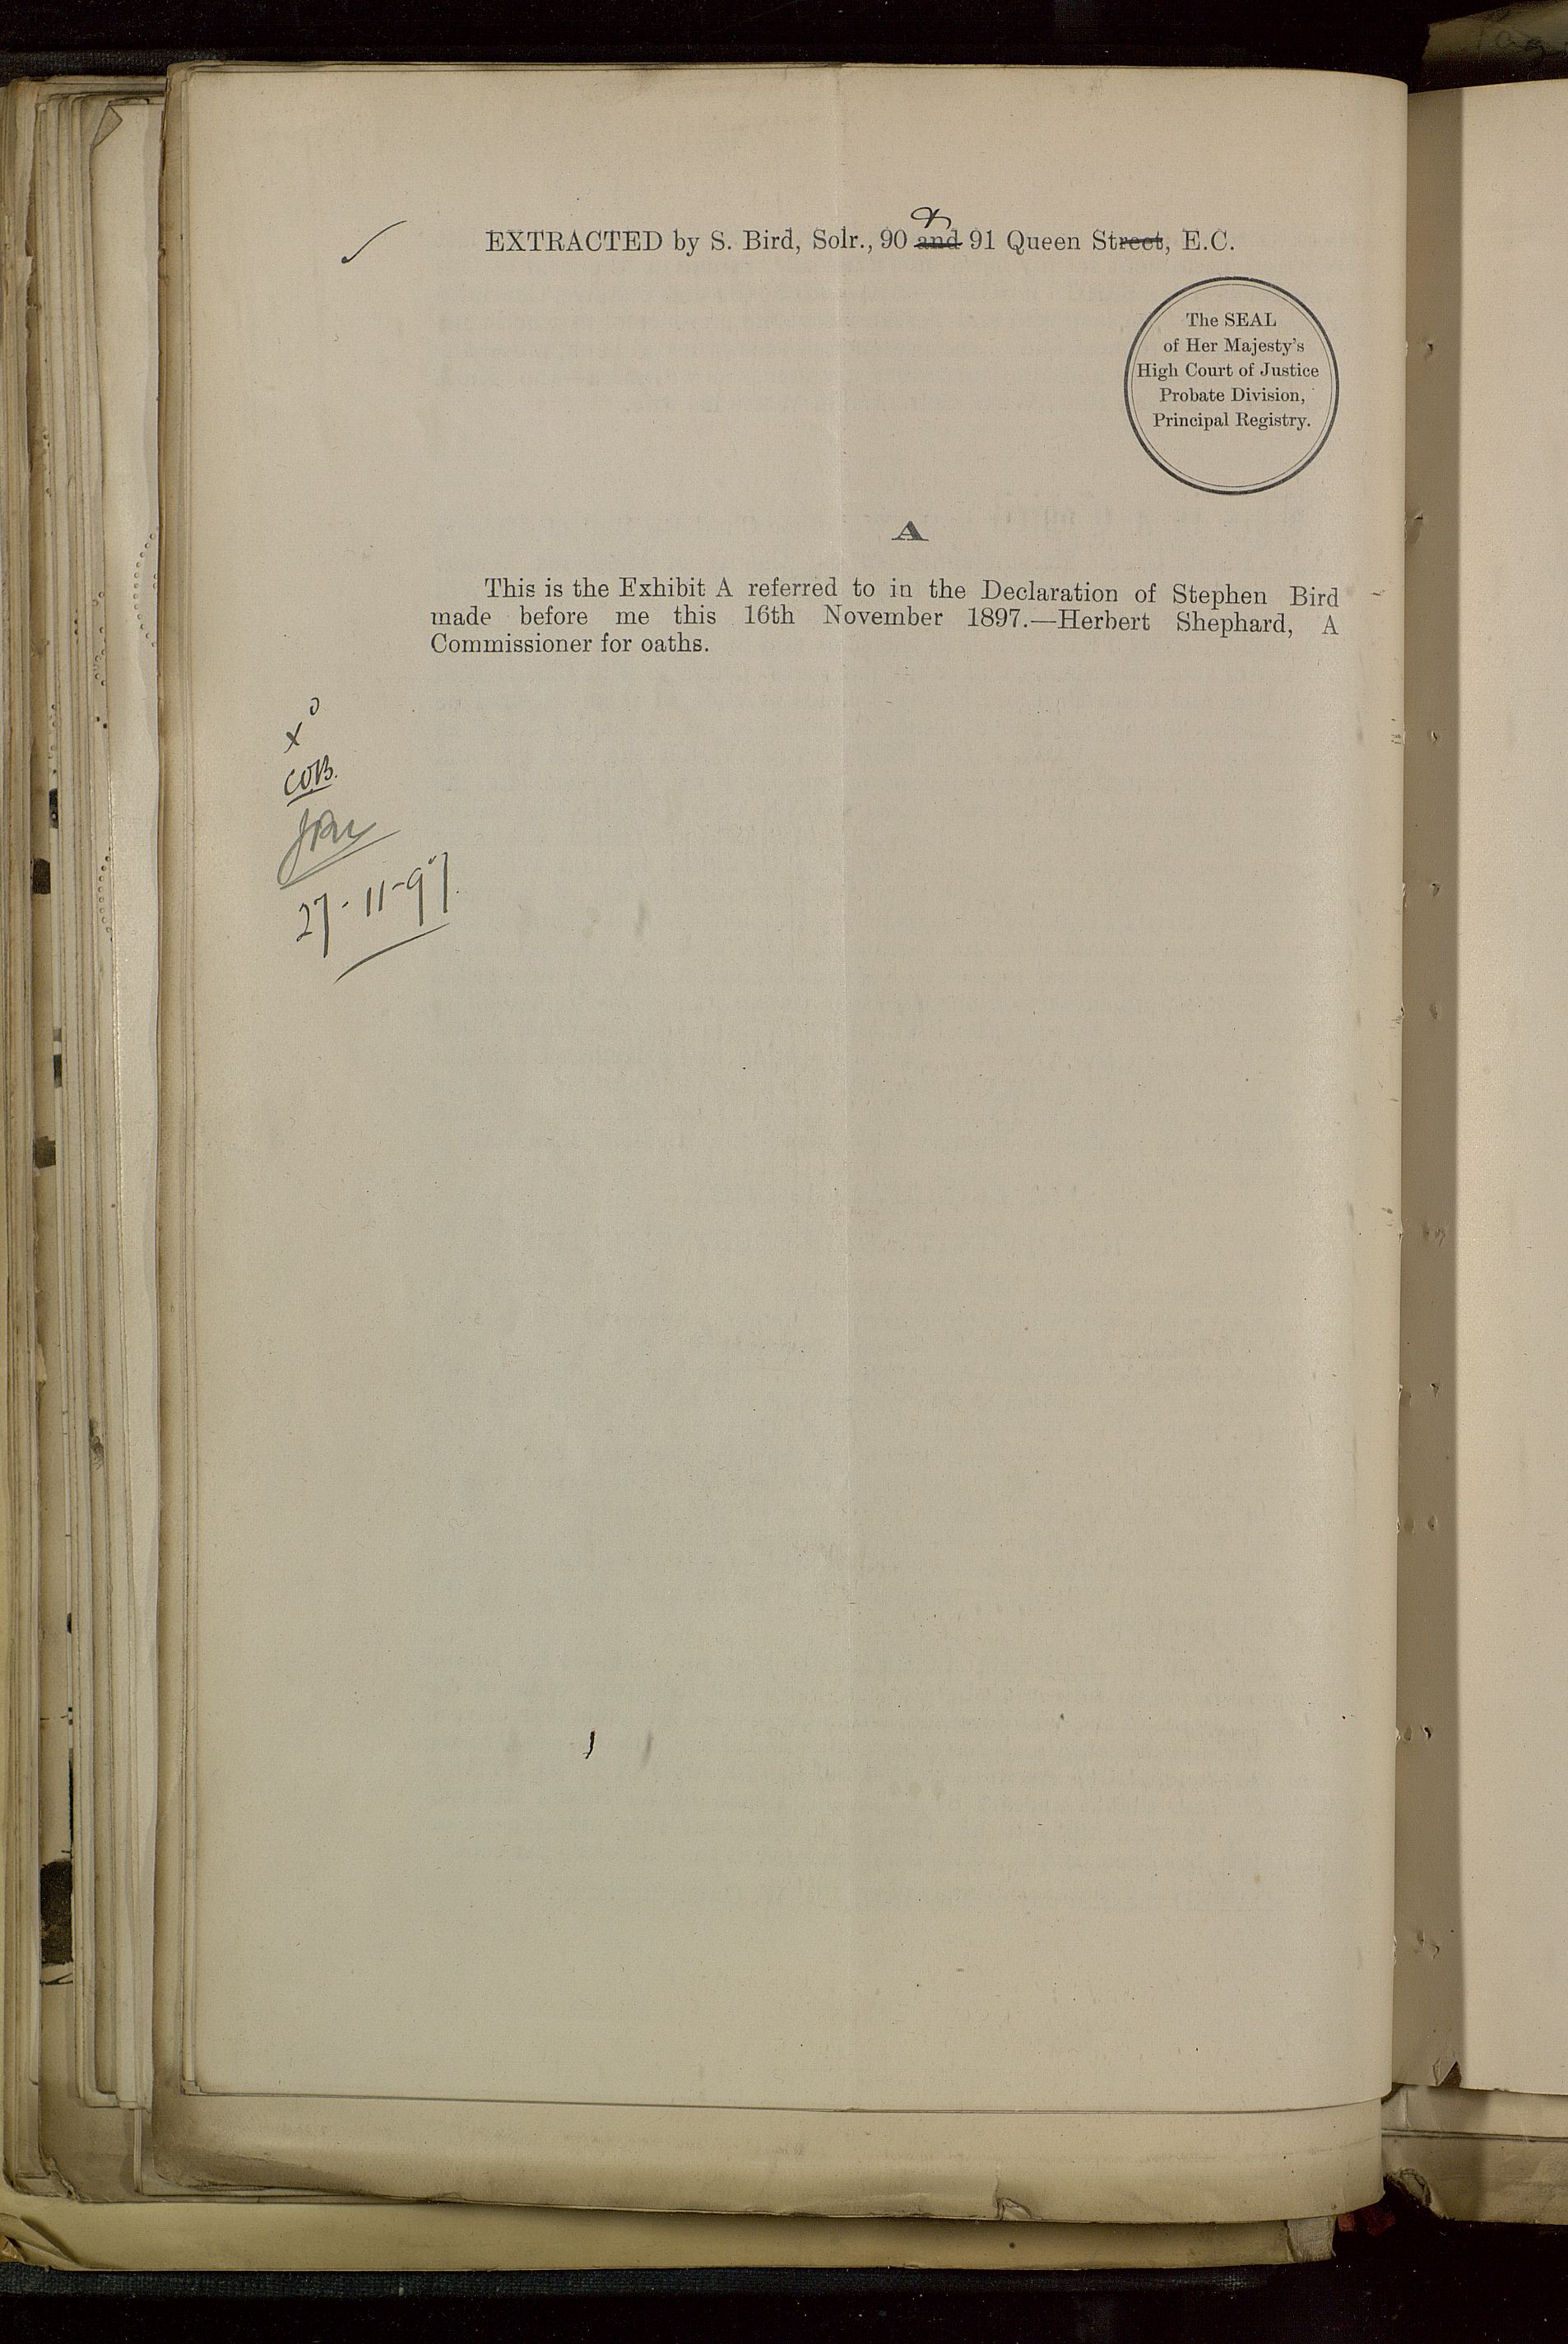 EXTRACTED by S. Bird, Solr., 90 and & 91 Queen Street, E.C.
The SEAL
of Her Majesty's
High Court of Justice
Probate Division,
Principal Registry.
A
This is the Exhibit A referred to in the Declaration of Stephen Bird
made before me this 16th November 1897.—Herbert Shephard, A
Commissioner for oaths.
x
27-11-97.